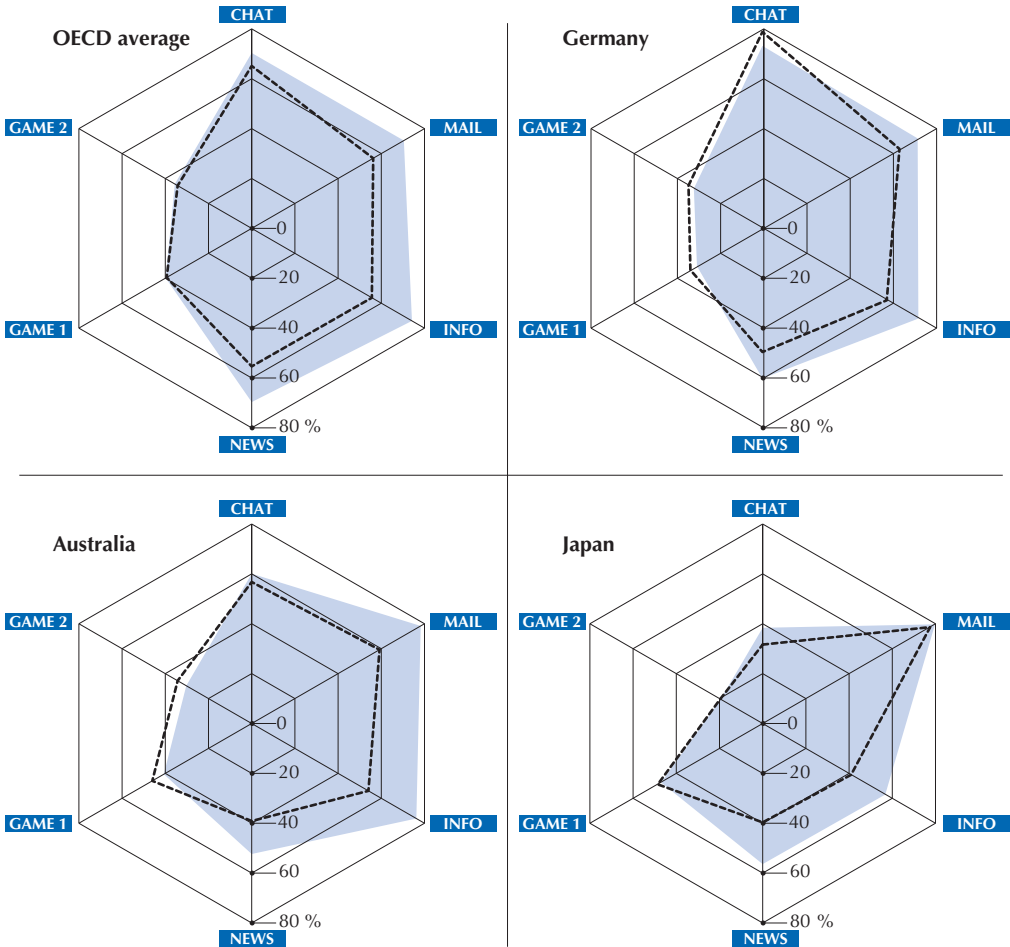 CHAT
OECD average
GAME 2
MAIL
0
20
GAME 1
40
INFO
60
80 %
NEWS
CHAT
Germany
GAME 2
MAIL
0
20
GAME 1
40
INFO
60
80 %
NEWS
CHAT
Australia
GAME 2
MAIL
0
20
GAME 1
40
INFO
60
80 %
NEWS
CHAT
Japan
GAME 2
MAIL
0
20
GAME 1
40
INFO
60
80 %
NEWS